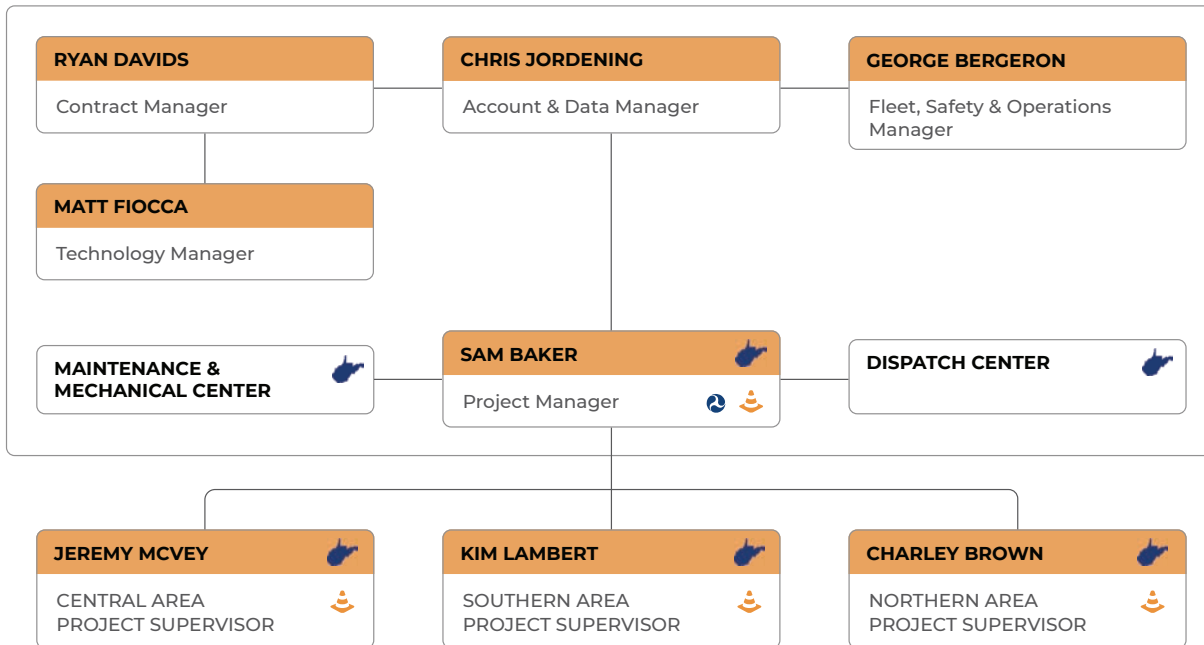 RYAN DAVIDS
Contract Manager
CHRIS JORDENING
Account & Data Manager
GEORGE BERGERON
Fleet, Safety & Operations
Manager
MATT FIOCCA
Technology Manager
MAINTENANCE &
MECHANICAL CENTER
SAM BAKER
Project Manager
DISPATCH CENTER
JEREMY MCVEY
CENTRAL AREA
PROJECT SUPERVISOR
KIM LAMBERT
SOUTHERN AREA
PROJECT SUPERVISOR
CHARLEY BROWN
NORTHERN AREA
PROJECT SUPERVISOR